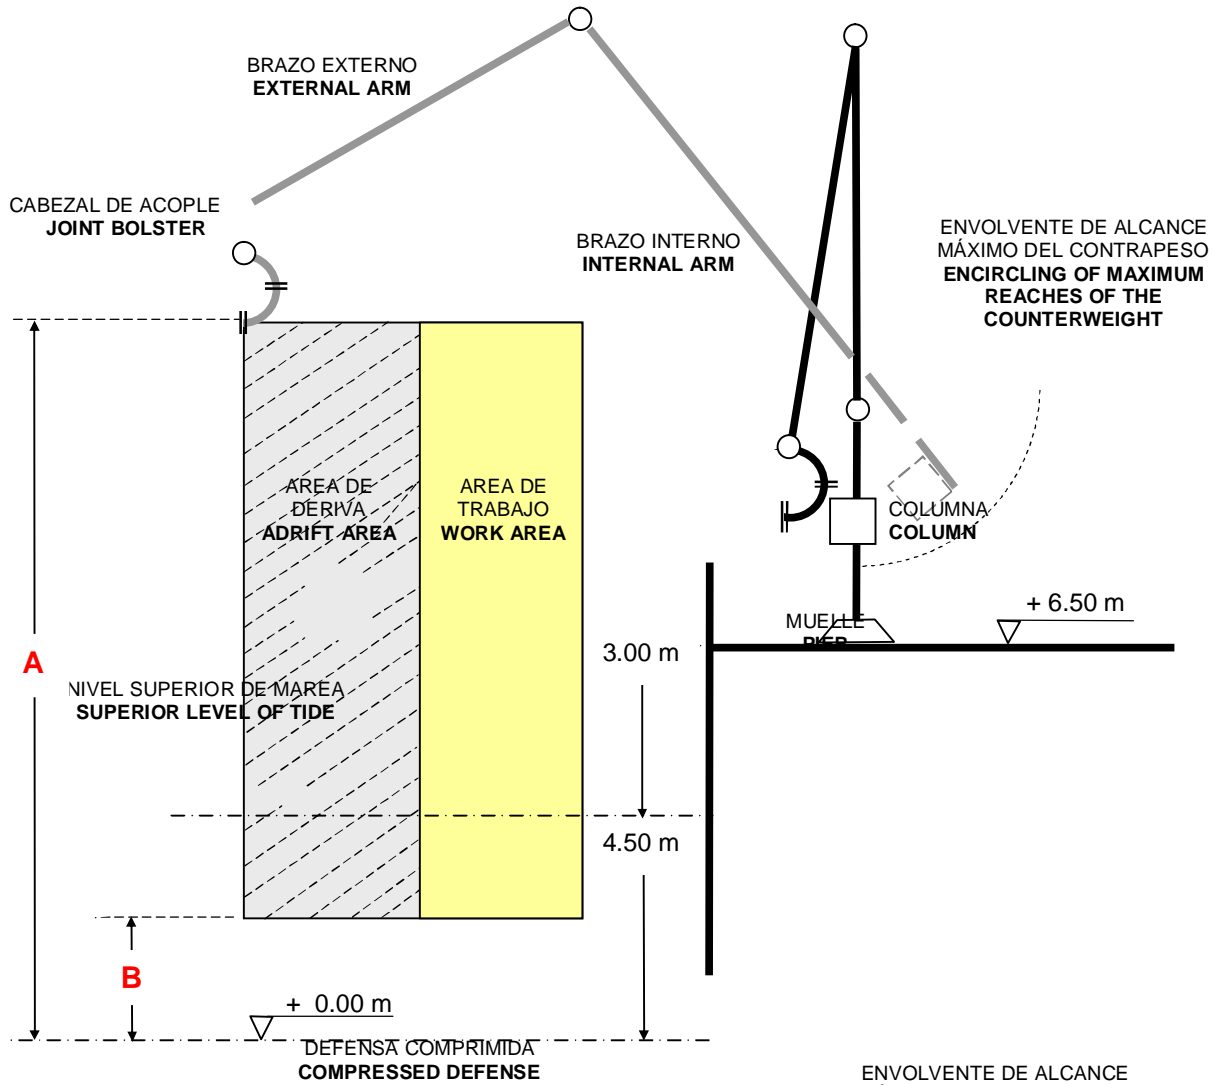 BRAZO EXTERNO
EXTERNAL ARM
CABEZAL DE ACOPLE
JOINT BOLSTER
BRAZO INTERNO
INTERNAL ARM
ENVOLVENTE DE ALCANCE
MÁXIMO DEL CONTRAPESO
ENCIRCLING OF MAXIMUM
REACHES OF THE
COUNTERWEIGHT
AREA DE
DERIVA
ADRIFT AREA
AREA DE
TRABAJO
WORK AREA
COLUMNA
COLUMN
+ 6.50 m
MUELLE
PIER
3.00 m
A
NIVEL SUPERIOR DE MAREA
SUPERIOR LEVEL OF TIDE
4.50 m
B
+ 0.00 m
DEFENSA COMPRIMIDA
COMPRESSED DEFENSE
ENVOLVENTE DE ALCANCE